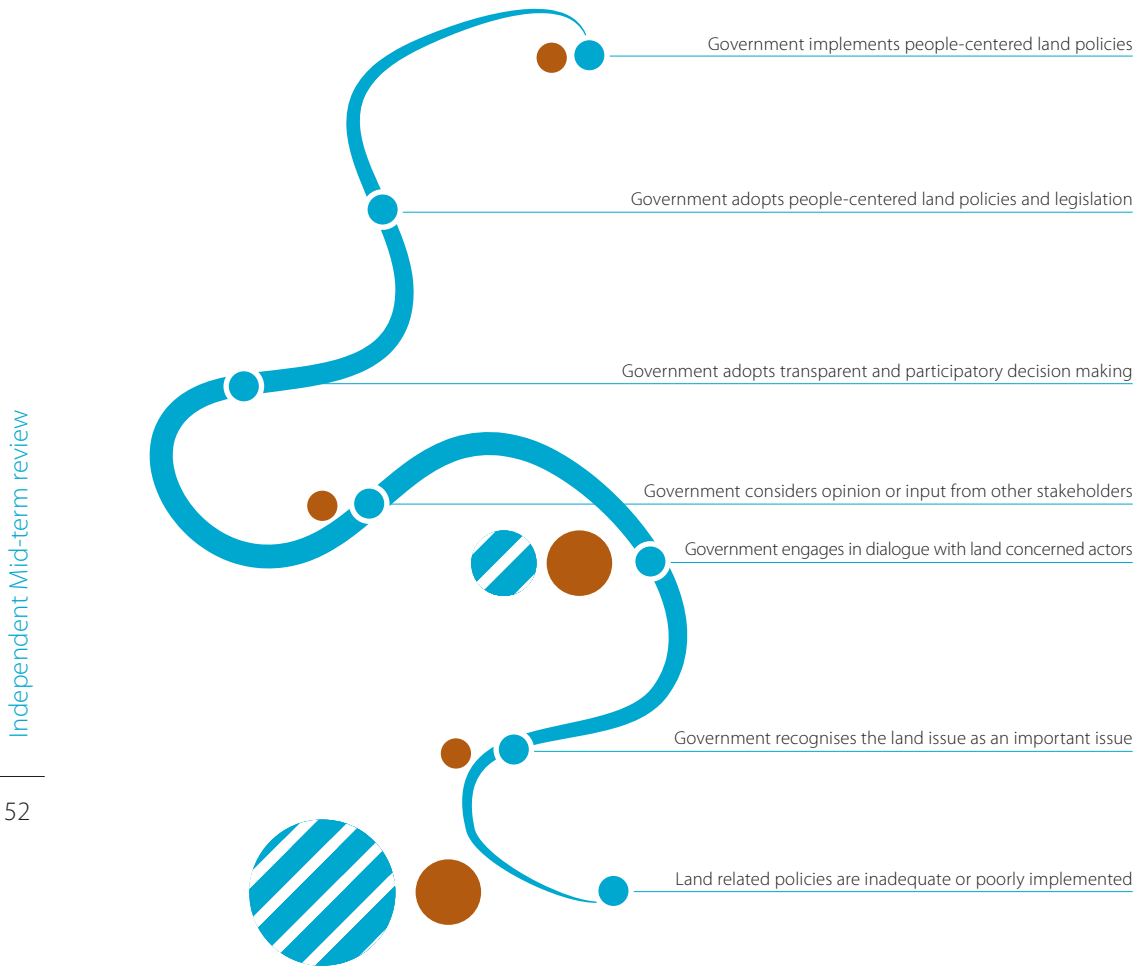 Government implements people-centered land policies
Government adopts people-centered land policies and legislation
Government adopts transparent and participatory decision making
Government considers opinion or input from other stakeholders
Government engages in dialogue with land concerned actors
Government recognises the land issue as an important issue
Land related policies are inadequate or poorly implemented
Independent Mid-term review
52